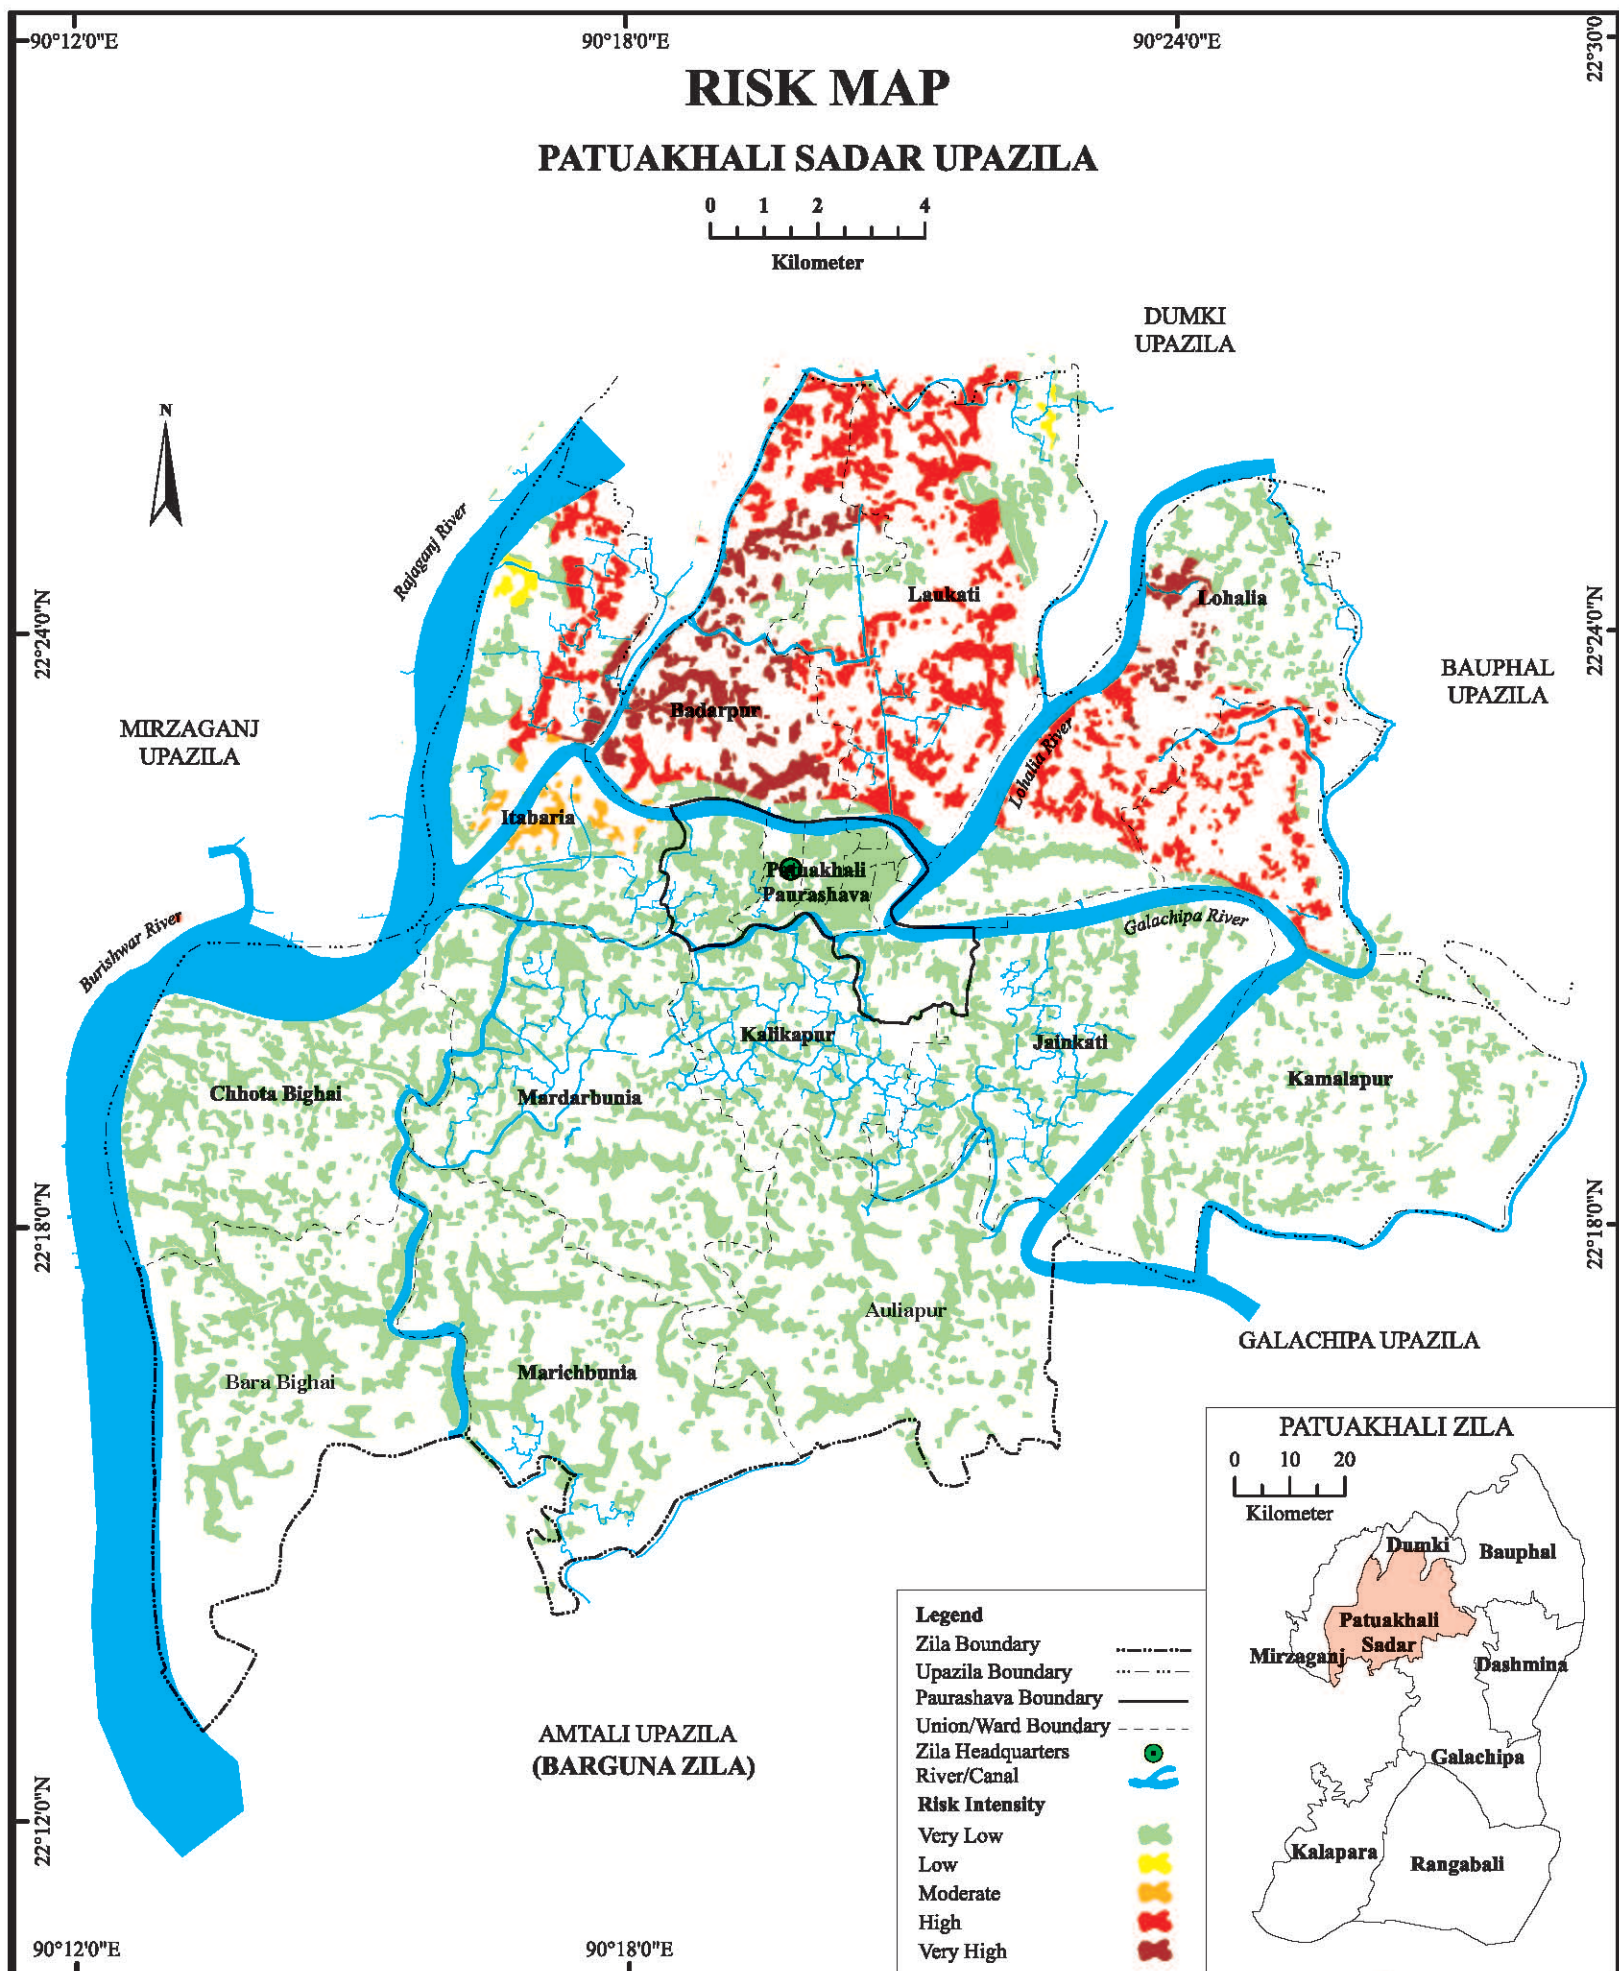 90°12'0"E
90°18'0"E
90°24'0"E
22°30'0
RISK MAP
PATUAKHALI SADAR UPAZILA
0 1 2 4
Kilometer
DUMKI
UPAZILA
N
Rajaganj River
22°24'0"N
Laukati
Lohalia
22°24'0"N
BAUPHAL
UPAZILA
MIRZAGANJ
UPAZILA
Badarpur
Lohalia River
Itabaria
Patuakhali
Paurashava
Burishwar River
Galachipa River
Kalikapur
Jainkati
Chhota Bighai
Mardarbunia
Kamalapur
22°18'0"N
22°18'0"N
Auliapur
GALACHIPA UPAZILA
Bara Bighai
Marichbunia
PATUAKHALI ZILA
0 10 20
Kilometer
Dumki
Bauphal
Patuakhali
Sadar
Mirzaganj
Dashmina
Galachipa
Kalapara
Rangabali
AMTALI UPAZILA
(BARGUNA ZILA)
Legend
Zila Boundary
Upazila Boundary
Paurashava Boundary
Union/Ward Boundary
Zila Headquarters
River/Canal
Risk Intensity
Very Low
Low
Moderate
High
Very High
22°12'0"N
90°12'0"E
90°18'0"E